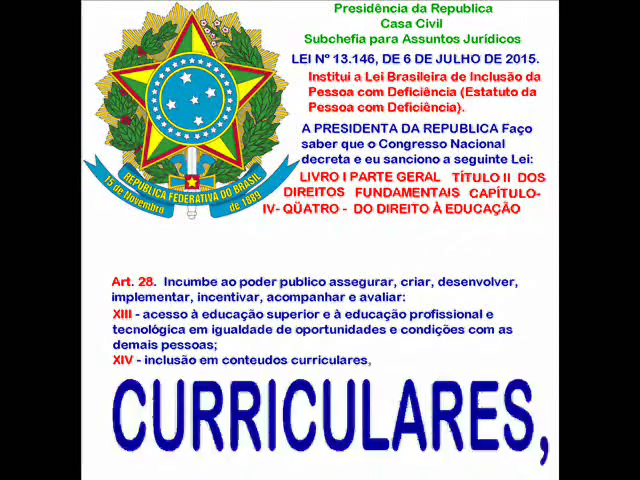 Presidência da Republica
Casa Civil
Subchefia para Assuntos Jurídicos
LEI Nº 13.146, DE 6 DE JULHO DE 2015.
Institui a Lei Brasileira de Inclusão da
Pessoa com Deficiência (Estatuto da
Pessoa com Deficiência).
A PRESIDENTA DA REPUBLICA Faço
saber que o Congresso Nacional
decreta e eu sanciono a seguinte Lei:
LIVRO I PARTE GERAL TÍTULO II DOS
DIREITOS FUNDAMENTAIS CAPÍTULO-
IV- QÜATRO - DO DIREITO À EDUCAÇÃO
REPÚBLICA FEDERATIVA DO BRASIL
15 de Novembro
de 1889
Art. 28. Incumbe ao poder publico assegurar, criar, desenvolver,
implementar, incentivar, acompanhar e avaliar:
XIII - acesso à educação superior e à educação profissional e
tecnológica em igualdade de oportunidades e condições com as
demais pessoas;
XIV - inclusão em conteudos curriculares,
CURRICULARES,